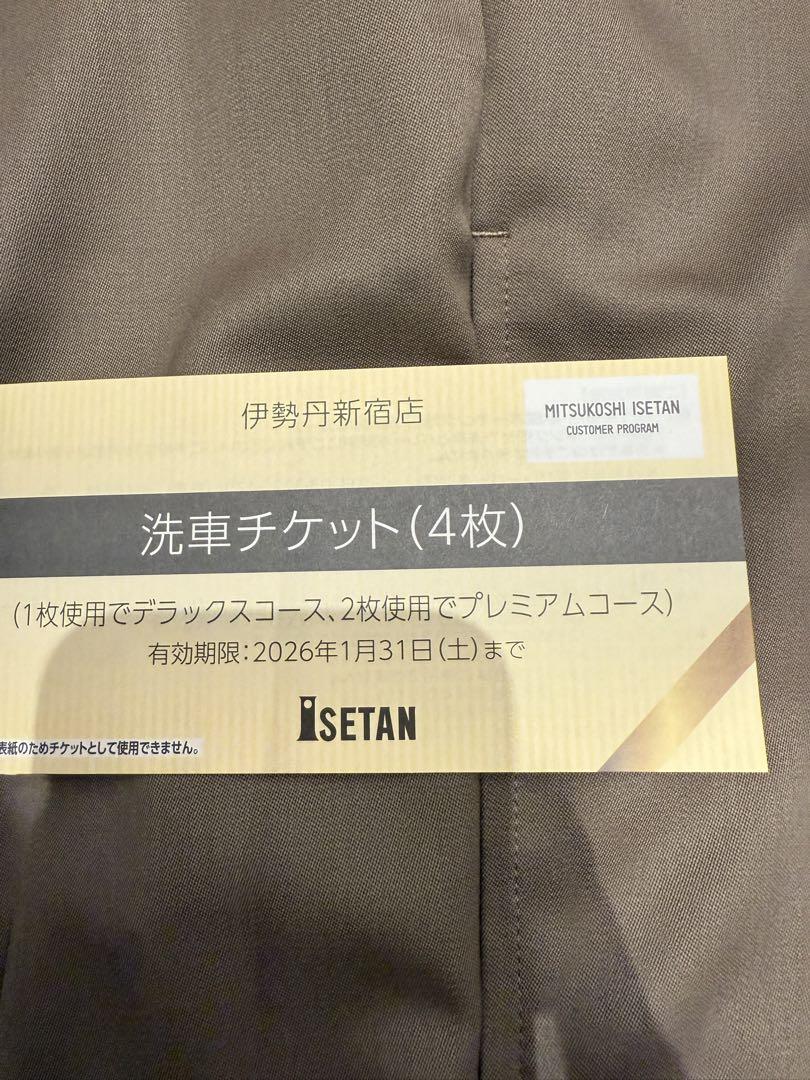 伊勢丹新宿店
MITSUKOSHI ISETAN
CUSTOMER PROGRAM
洗車チケット(4枚)
(1枚使用でデラックスコース、2枚使用でプレミアムコース)
有効期限:2026年1月31日(土)まで
ISETAN
表紙のためチケットとして使用できません。